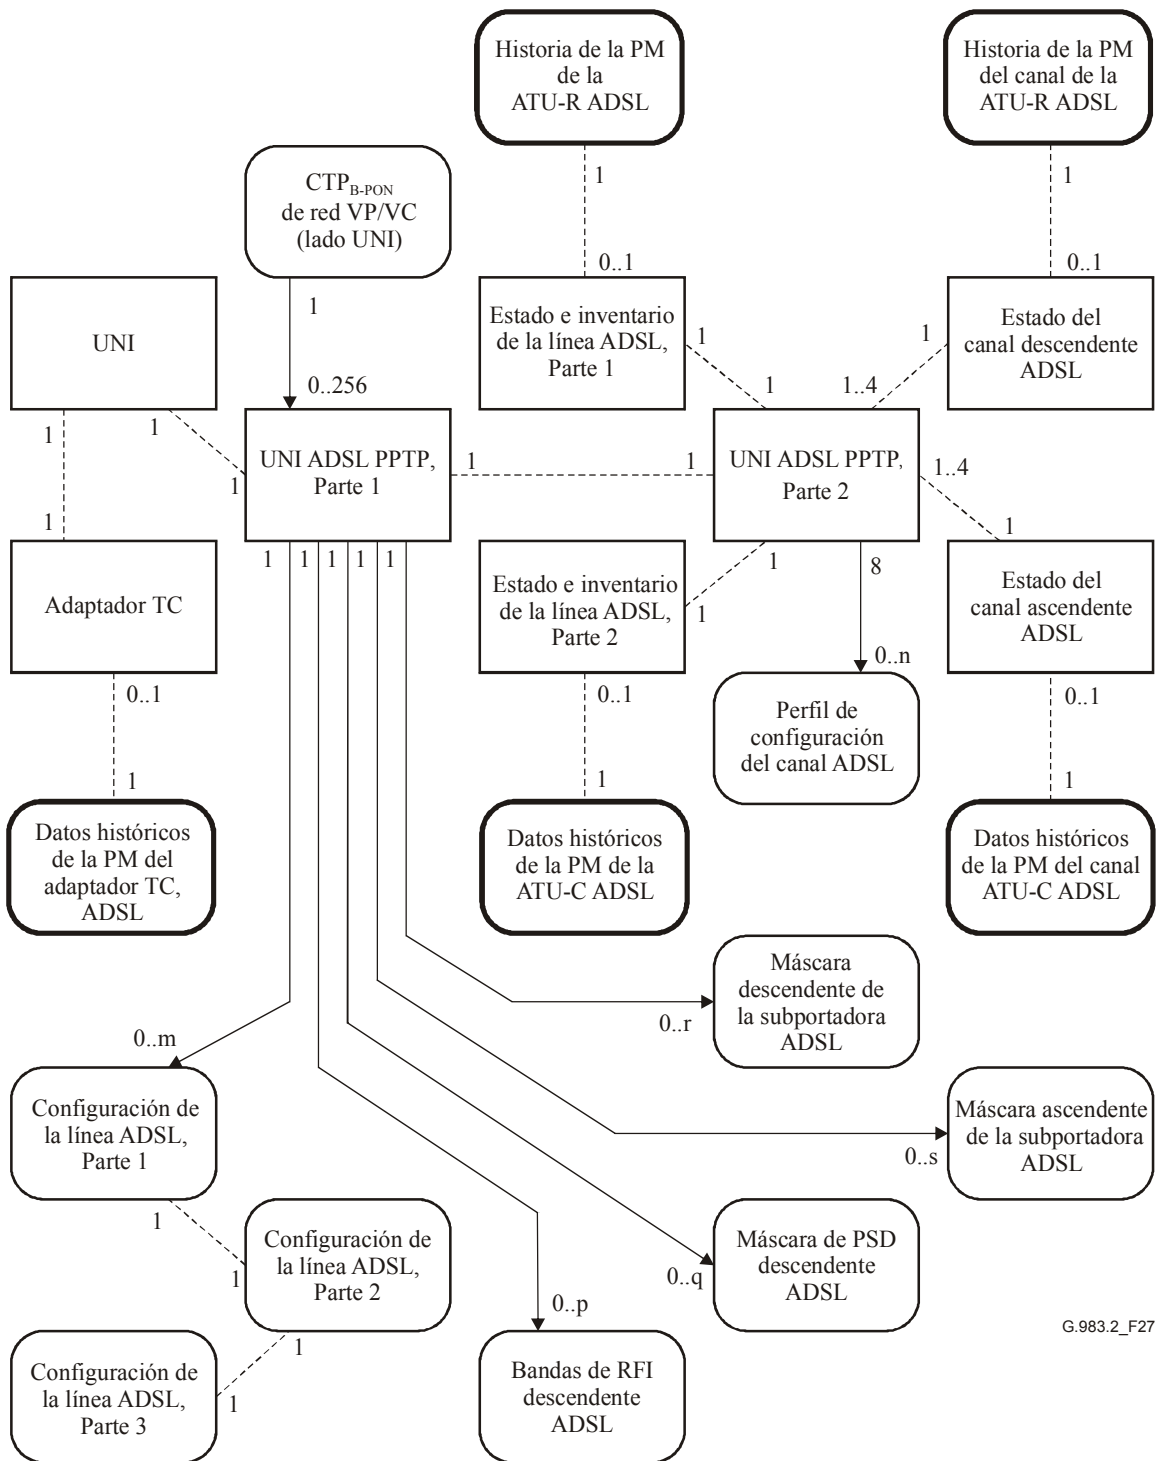 Historia de la PM
de la
ATU-R ADSL
Historia de la PM
del canal de la
ATU-R ADSL
1
1
CTPB-PON
de red VP/VC
(lado UNI)
0..1
0..1
1
UNI
Estado e inventario
de la línea ADSL,
Parte 1
1
1
Estado del
canal descendente
ADSL
0..256
1
1..4
1
1
UNI ADSL PPTP,
Parte 1
1
1
1
UNI ADSL PPTP,
Parte 2
1..4
1
1
1
1
1
1
1
1
8
1
Adaptador TC
Estado e inventario
de la línea ADSL,
Parte 2
1
Estado del
canal ascendente
ADSL
0..n
0..1
0..1
0..1
Perfil de
configuración
del canal ADSL
1
1
1
Datos históricos
de la PM del
adaptador TC,
ADSL
Datos históricos
de la PM de la
ATU-C ADSL
Datos históricos
de la PM del canal
ATU-C ADSL
Máscara
descendente de
la subportadora
ADSL
0..r
0..m
Configuración de
la línea ADSL,
Parte 1
Máscara ascendente
de la subportadora
ADSL
0..s
1
Configuración de
la línea ADSL,
Parte 2
1
Máscara de PSD
descendente
ADSL
0..q
0..p
1
G.983.2_F27
Configuración de
la línea ADSL,
Parte 3
1
Bandas de RFI
descendente
ADSL